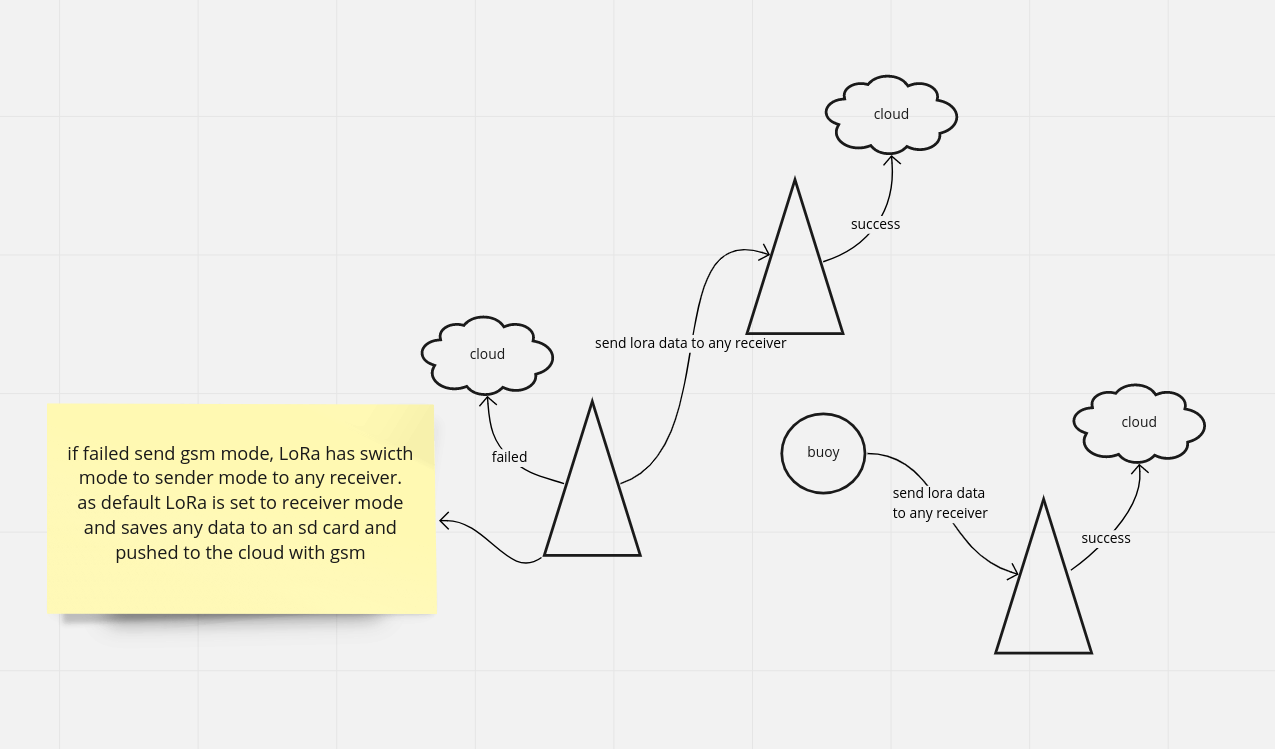 cloud
success
send lora data to any receiver
cloud
failed
if failed send gsm mode, LoRa has swicth
mode to sender mode to any receiver.
as default LoRa is set to receiver mode
and saves any data to an sd card and
pushed to the cloud with gsm
buoy
cloud
send lora data
to any receiver
success